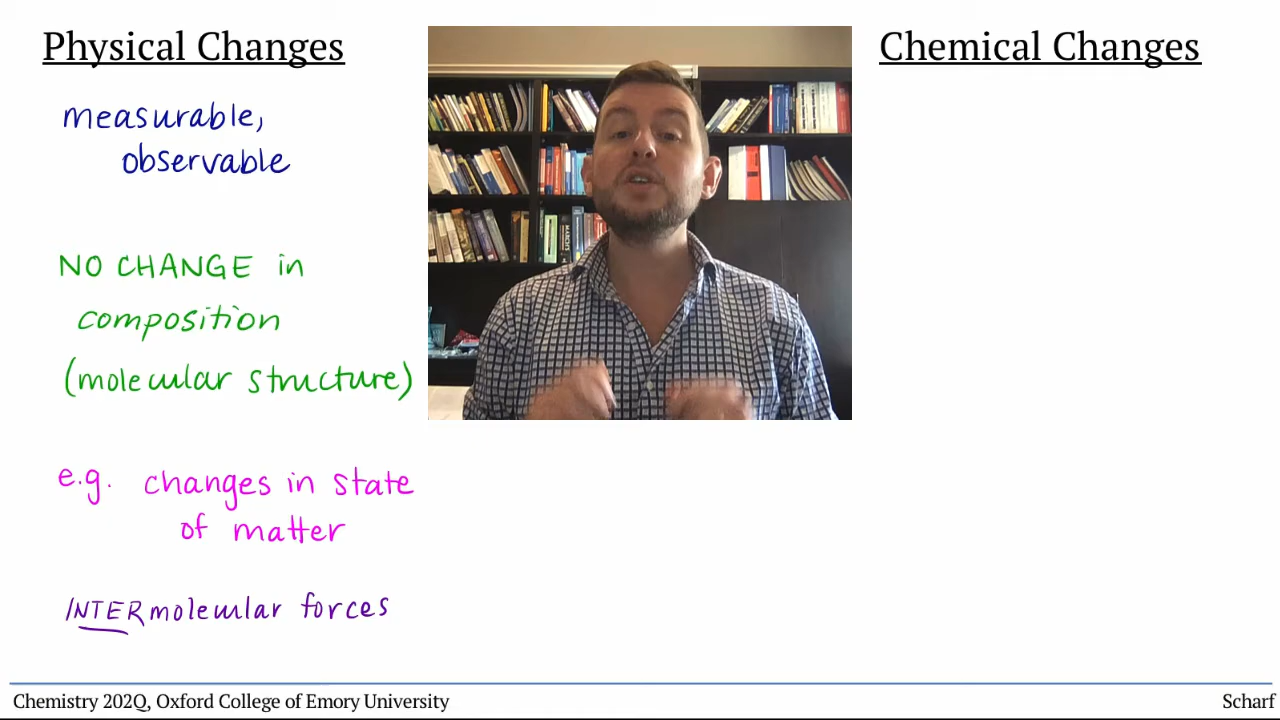 Physical Changes
measurable,
observable
NO CHANGE in
composition
(molecular structure)
e.g. changes in state
of matter
INTERmolecular forces
Chemical Changes
Chemistry 202Q, Oxford College of Emory University
Scharf